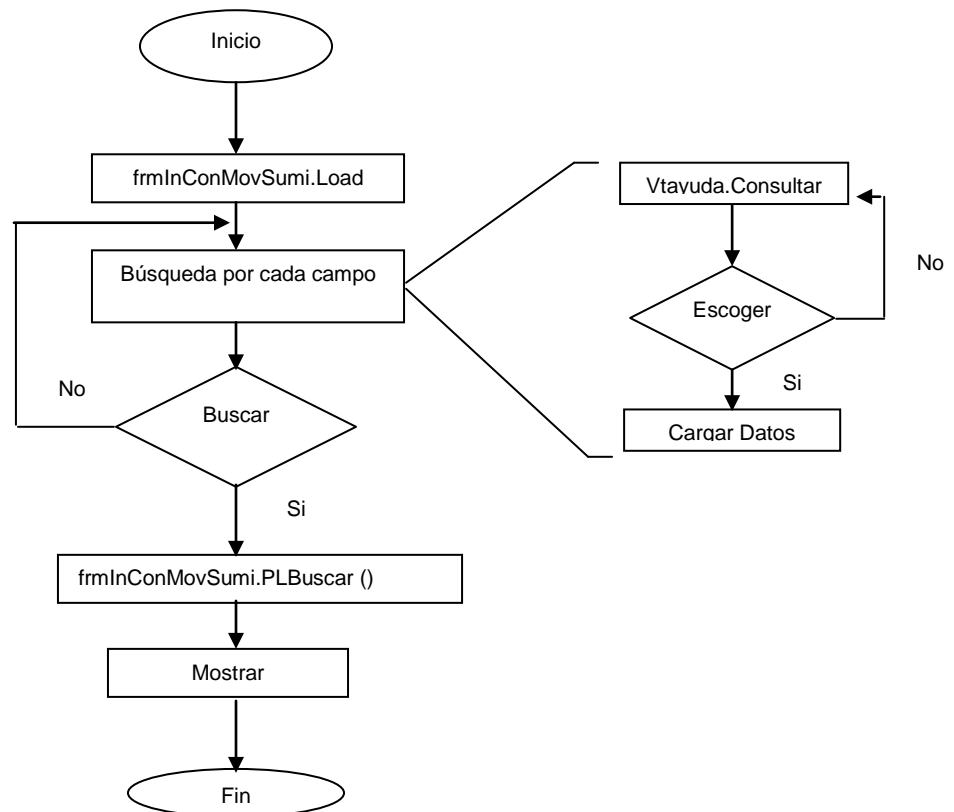 Inicio
frmInConMovSumi.Load
Búsqueda por cada campo
No
Buscar
Si
frmInConMovSumi.PLBuscar ()
Mostrar
Fin
Vtayuda.Consultar
No
Escoger
Si
Cargar Datos